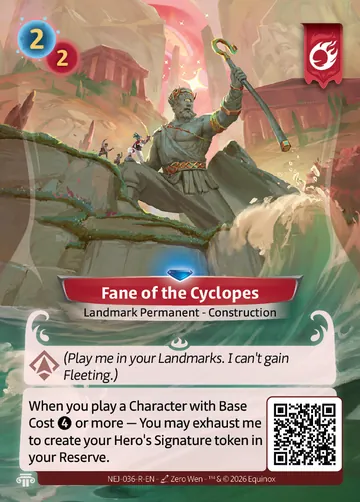 2
2
Fane of the Cyclopes
Landmark Permanent - Construction
(Play me in your Landmarks. I can't gain
Fleeting.)
When you play a Character with Base
Cost 4 or more — You may exhaust me
to create your Hero's Signature token in
your Reserve.
NEJ-036-R-EN - Zero Wen - ™ & © 2026 Equinox